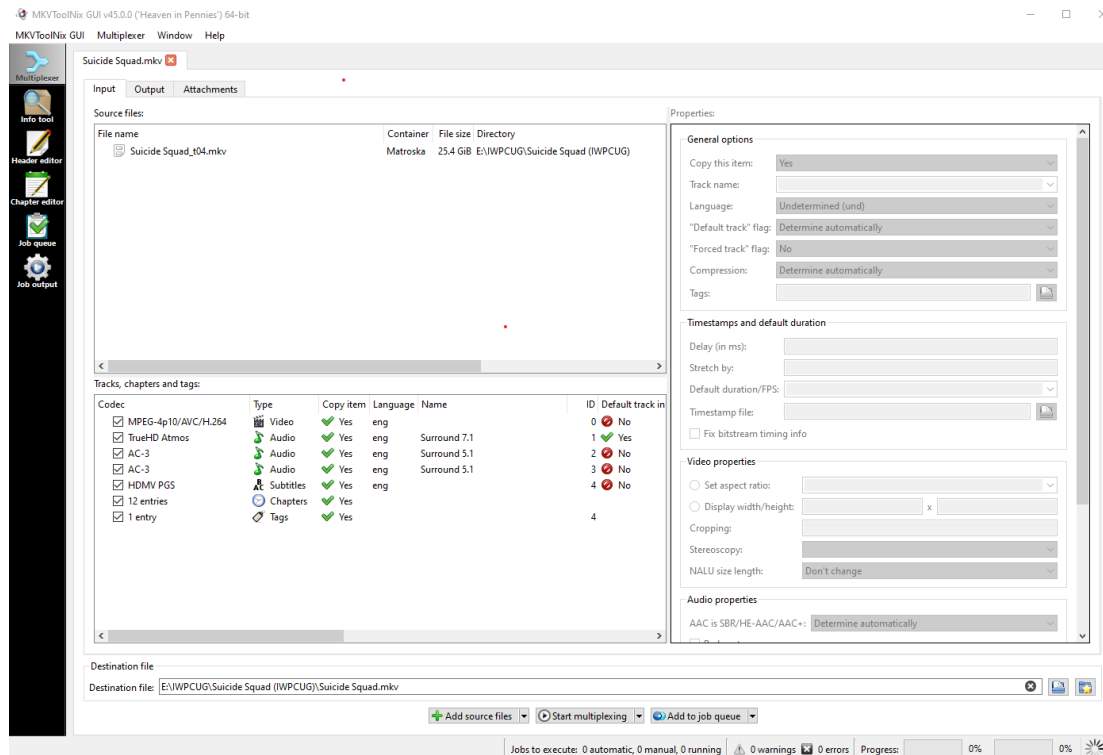 MKVToolNix GUI v45.0.0 ('Heaven in Pennies') 64-bit
MKVToolNix GUI Multiplexer Window Help
Multiplexer
Info tool
Header editor
Chapter editor
Job queue
Job output
Suicide Squad.mkv
Input Output Attachments
Source files:
File name Container File size Directory
Suicide Squad_t04.mkv Matroska 25.4 GiB E:\IWPCUG\Suicide Squad (IWPCUG)
Tracks, chapters and tags:
Codec Type Copy item Language Name ID Default track in
MPEG-4p10/AVC/H.264 Video Yes eng 0 No
TrueHD Atmos Audio Yes eng Surround 7.1 1 Yes
AC-3 Audio Yes eng Surround 5.1 2 No
AC-3 Audio Yes eng Surround 5.1 3 No
HDMV PGS Subtitles Yes eng 4 No
12 entries Chapters Yes
1 entry Tags Yes 4
Properties:
General options
Copy this item: Yes
Track name:
Language: Undetermined (und)
"Default track" flag: Determine automatically
"Forced track" flag: No
Compression: Determine automatically
Tags:
Timestamps and default duration
Delay (in ms):
Stretch by:
Default duration/FPS:
Timestamp file:
Fix bitstream timing info
Video properties
Set aspect ratio:
Display width/height: x
Cropping:
Stereoscopy:
NALU size length: Don't change
Audio properties
AAC is SBR/HE-AAC/AAC+: Determine automatically
Destination file
Destination file: E:\IWPCUG\Suicide Squad (IWPCUG)\Suicide Squad.mkv
Add source files Start multiplexing Add to job queue
Jobs to execute: 0 automatic, 0 manual, 0 running 0 warnings 0 errors Progress: 0% 0%